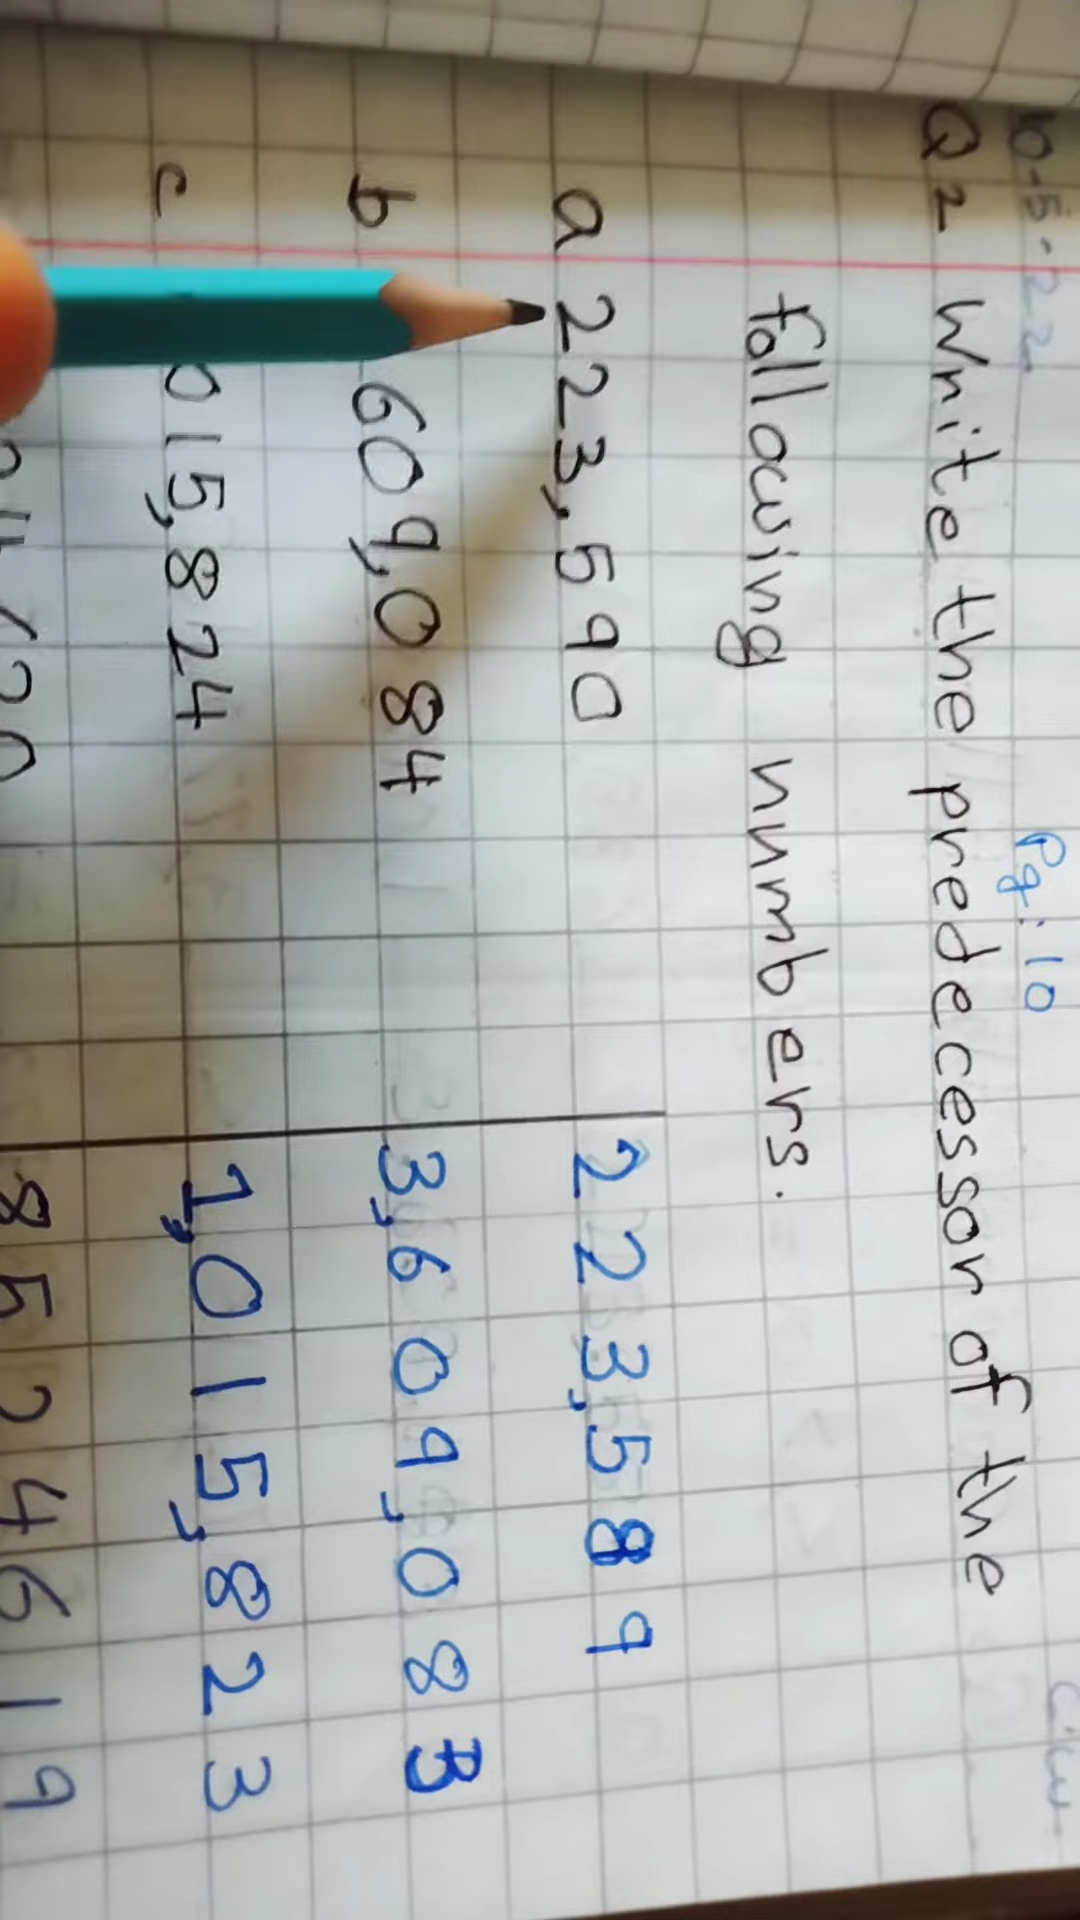 10-5-22 Pg:10 C.W
Q2 Write the predecessor of the
following numbers.
a 223,590 223,589
b 609,084 3,609,083
c 015,824 1,015,823
8524619